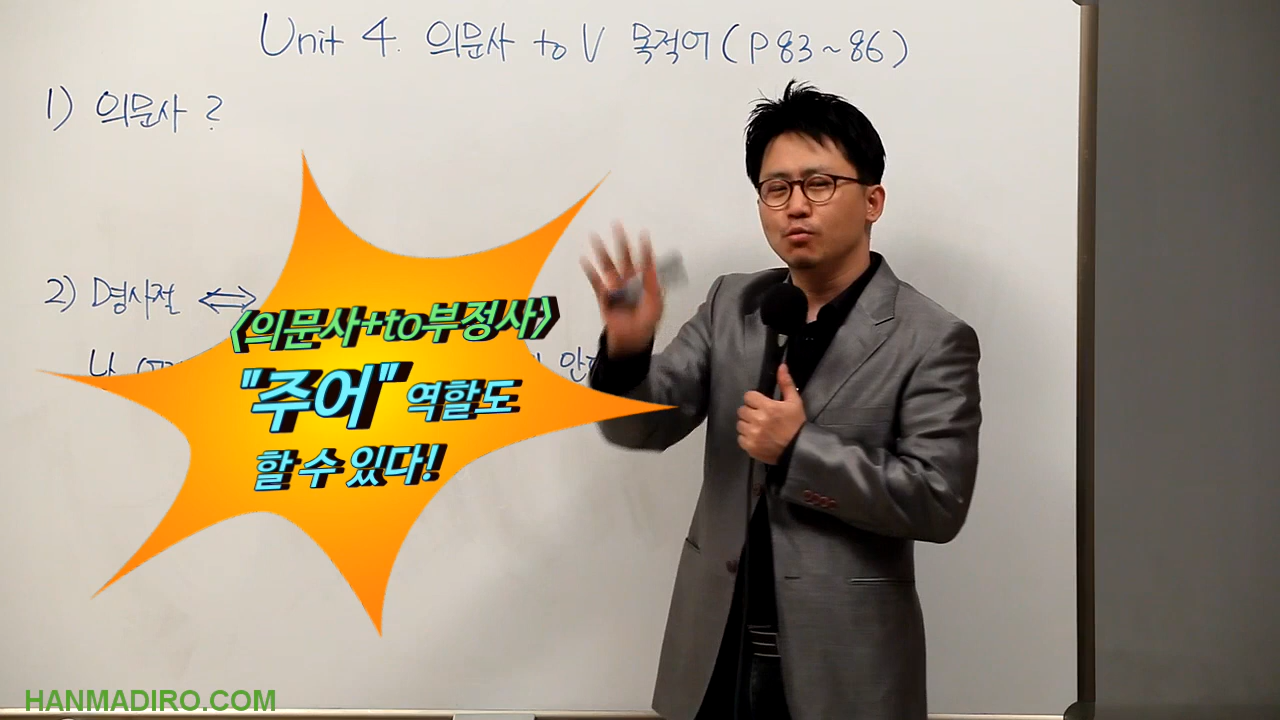 Unit 4. 의문사 to V 목적어 (P 83 ~ 86)
1) 의문사 ?
2) 명사절 ⇔
<의문사+to부정사>
"주어" 역할도
할 수 있다!
HANMADIRO.COM